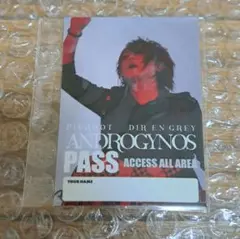 PIERROT DIR EN GREY
ANDROGYNOS
PASS ACCESS ALL AREA
YOUR NAME